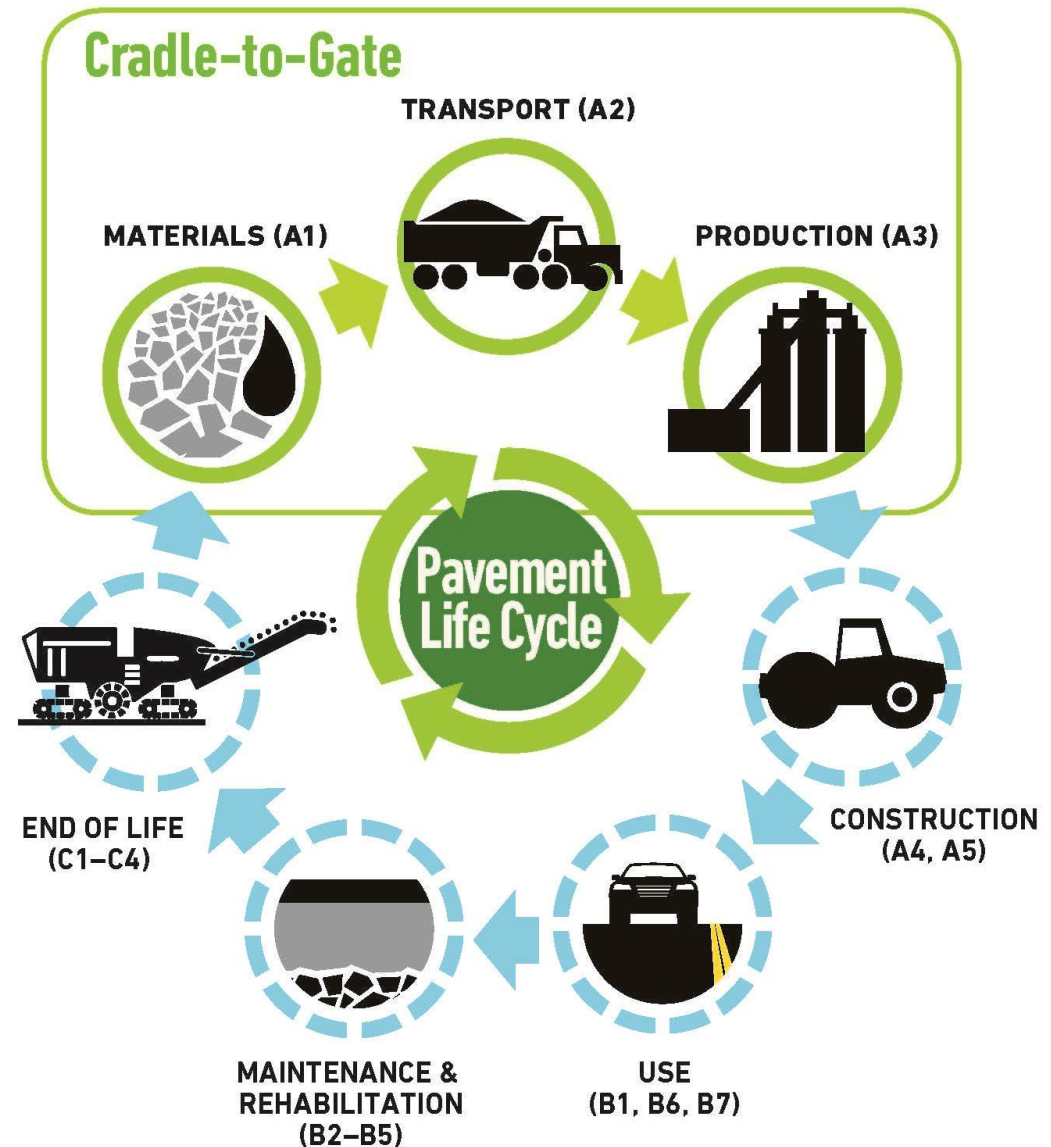 Cradle-to-Gate
TRANSPORT (A2)
MATERIALS (A1)
PRODUCTION (A3)
Pavement
Life Cycle
CONSTRUCTION
(A4, A5)
END OF LIFE
(C1–C4)
MAINTENANCE &
REHABILITATION
(B2–B5)
USE
(B1, B6, B7)